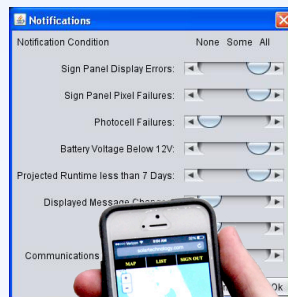 Notifications
Notification Condition None Some All
Sign Panel Display Errors:
Sign Panel Pixel Failures:
Photocell Failures:
Battery Voltage Below 12V:
Projected Runtime less than 7 Days:
Displayed Message
Communications
Ok
MAP LIST SIGN OUT